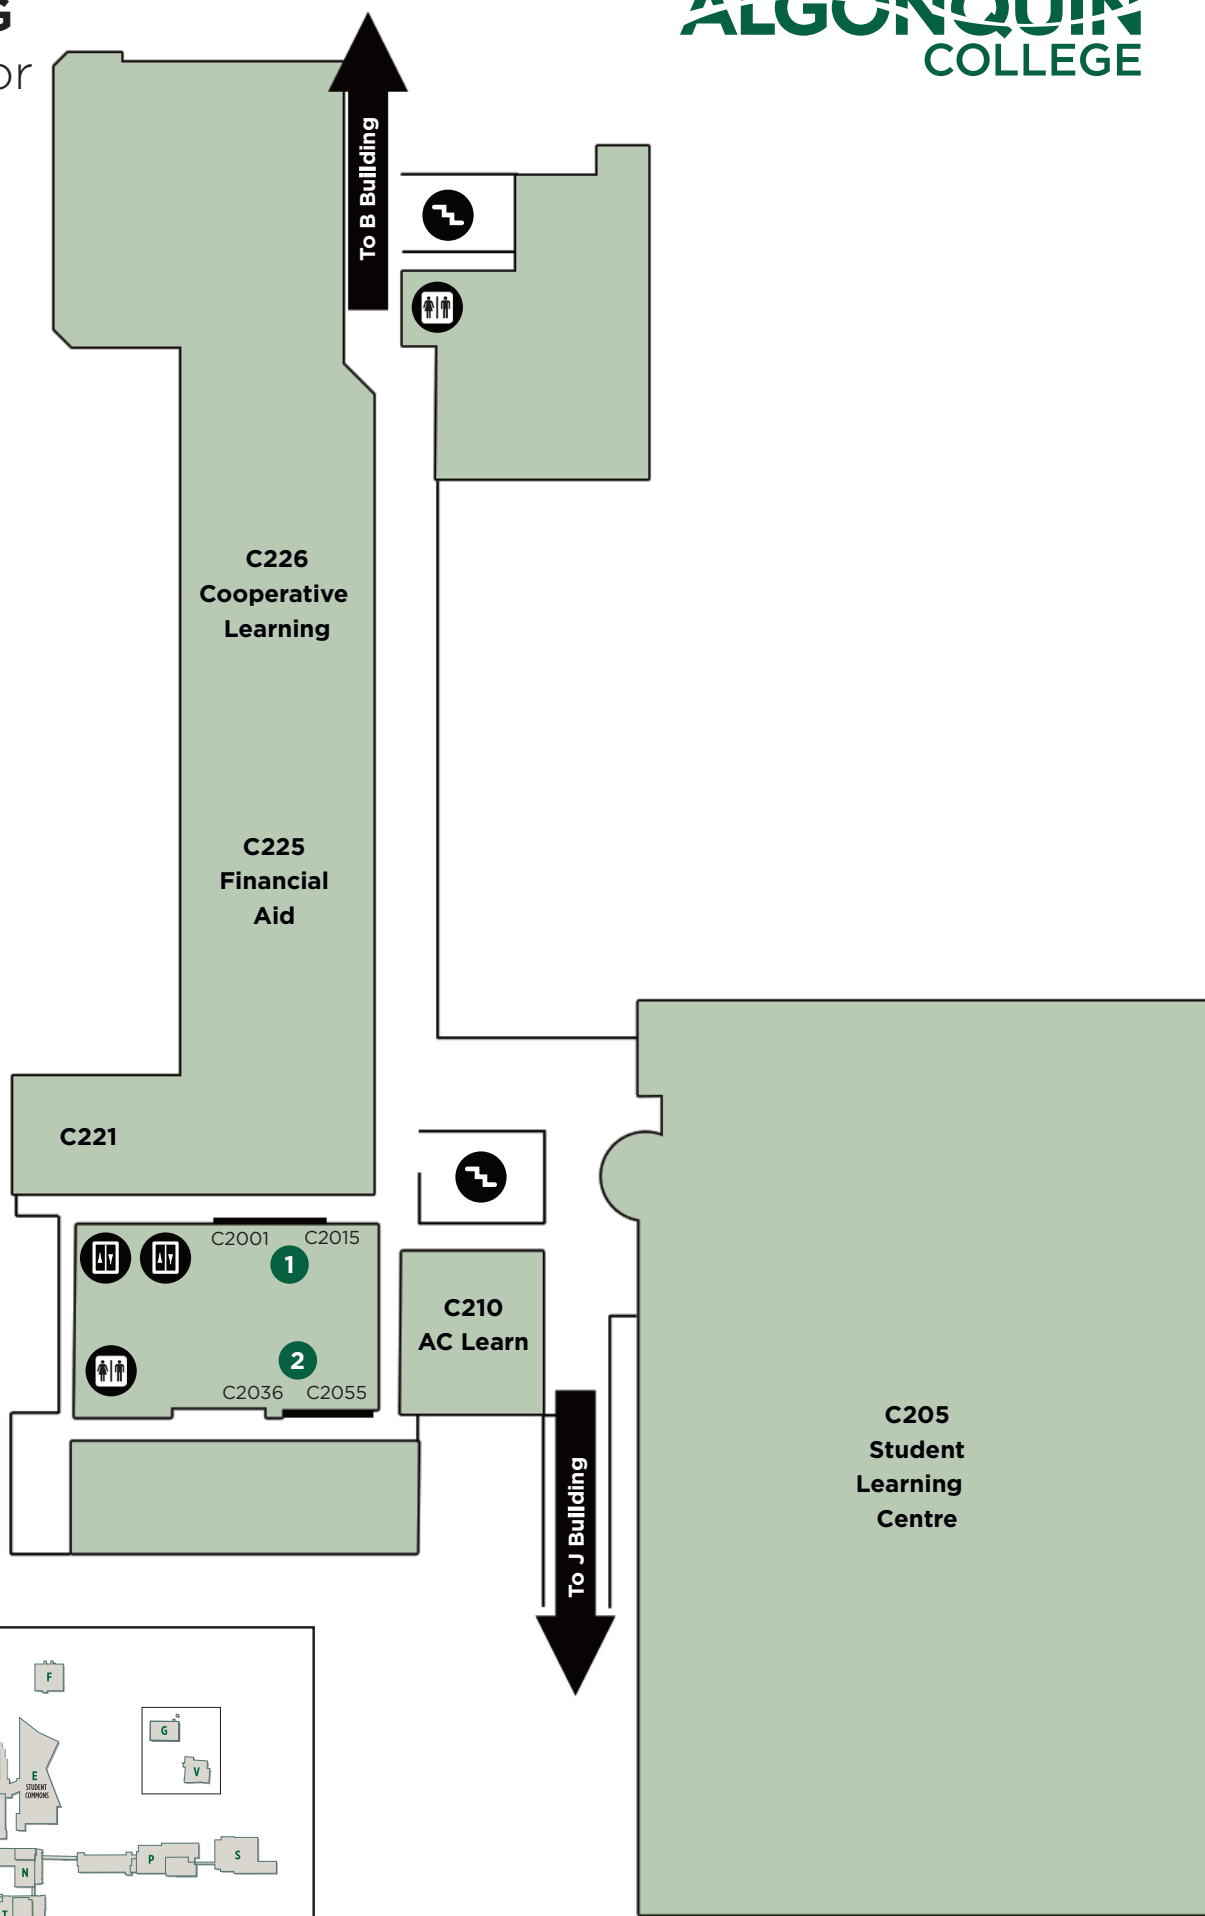 G
or
ALGONQUIN
COLLEGE
To B Building
C226
Cooperative
Learning
C225
Financial
Aid
C221
C2001 C2015
1
2
C2036 C2055
C210
AC Learn
To J Building
C205
Student
Learning
Centre
F
G
V
E
STUDENT
COMMONS
N
P
S
T